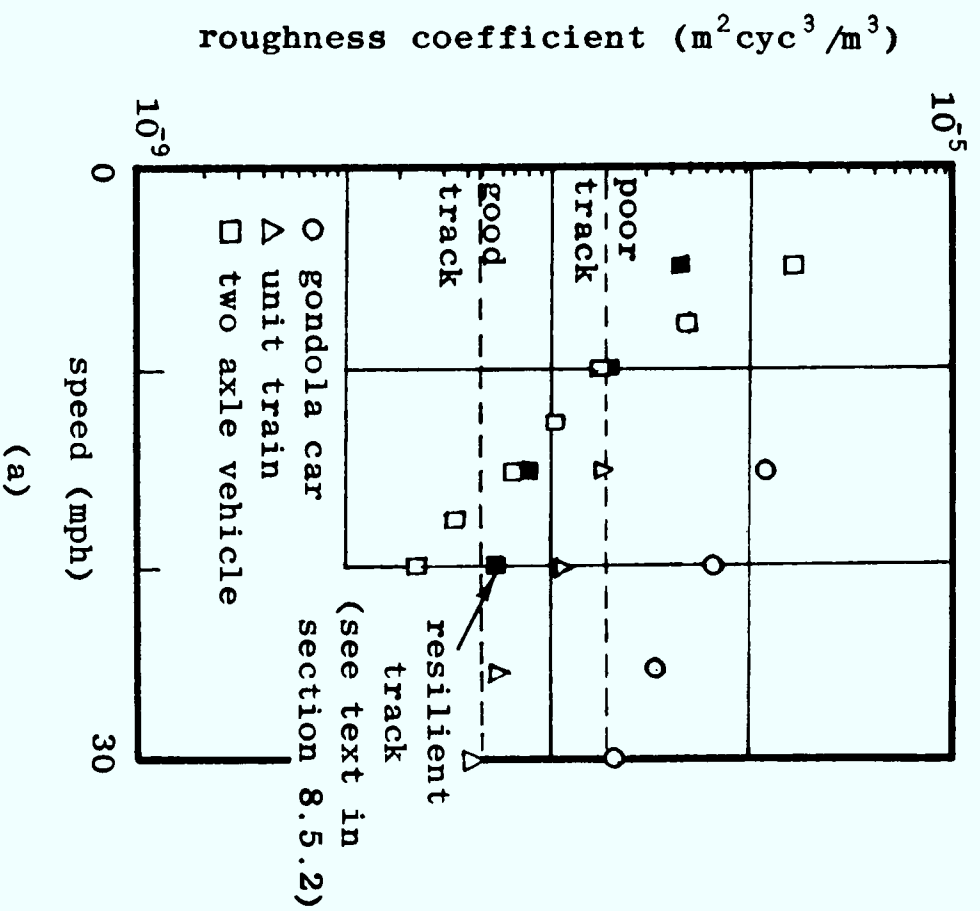 roughness coefficient (m²cyc³/m³)
10⁻⁵
10⁻⁹
0
30
poor
track
good
track
○ gondola car
△ unit train
□ two axle vehicle
resilient
track
(see text in
section 8.5.2)
speed (mph)
(a)